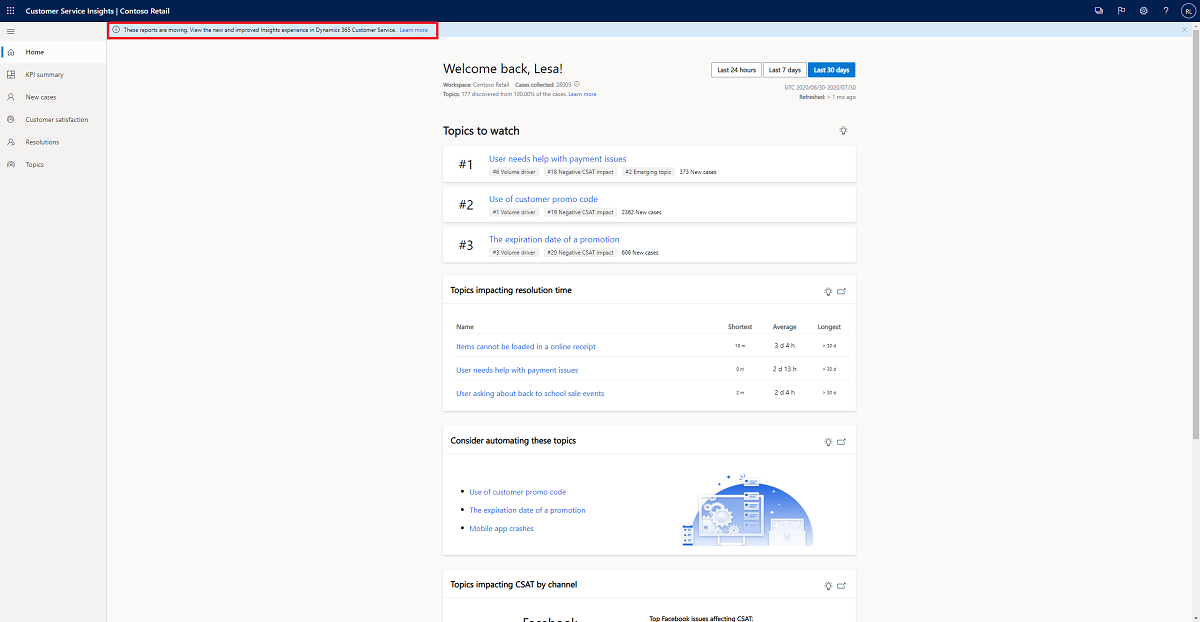 Customer Service Insights | Contoso Retail
?
RL
These reports are moving. View the new and improved Insights experience in Dynamics 365 Customer Service. Learn more
Home
KPI summary
New cases
Customer satisfaction
Resolutions
Topics
Welcome back, Lesa!
Last 24 hours
Last 7 days
Last 30 days
Workspace: Contoso Retail Cases collected: 28005
Topics: 177 discovered from 100.00% of the cases. Learn more
UTC 2020/06/30-2020/07/30
Refreshed: > 1 mo ago
Topics to watch
#1
User needs help with payment issues
#6 Volume driver #18 Negative CSAT impact #2 Emerging topic 373 New cases
#2
Use of customer promo code
#1 Volume driver #19 Negative CSAT impact 2362 New cases
#3
The expiration date of a promotion
#3 Volume driver #20 Negative CSAT impact 606 New cases
Topics impacting resolution time
Name Shortest Average Longest
Items cannot be loaded in a online receipt 18 m 3 d 4 h > 30 d
User needs help with payment issues 0 m 2 d 13 h > 30 d
User asking about back to school sale events 2 m 2 d 4 h > 30 d
Consider automating these topics
Use of customer promo code
The expiration date of a promotion
Mobile app crashes
Topics impacting CSAT by channel
Facebook
Top Facebook issues affecting CSAT: